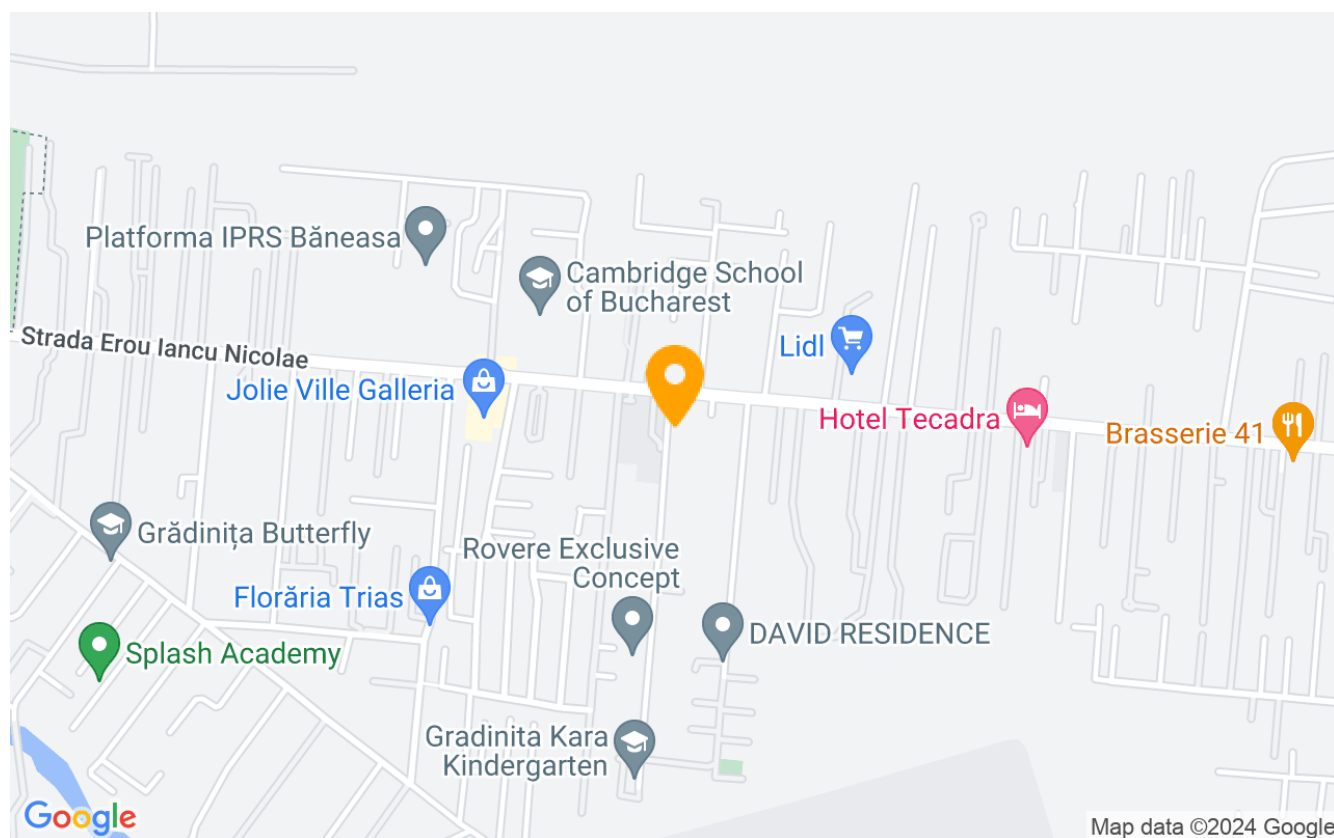 Platforma IPRS Băneasa
Cambridge School
of Bucharest
Strada Erou Iancu Nicolae
Lidl
Jolie Ville Galleria
Hotel Tecadra
Brasserie 41
Grădinița Butterfly
Rovere Exclusive
Concept
Florăria Trias
DAVID RESIDENCE
Splash Academy
Gradinita Kara
Kindergarten
Google
Map data ©2024 Google